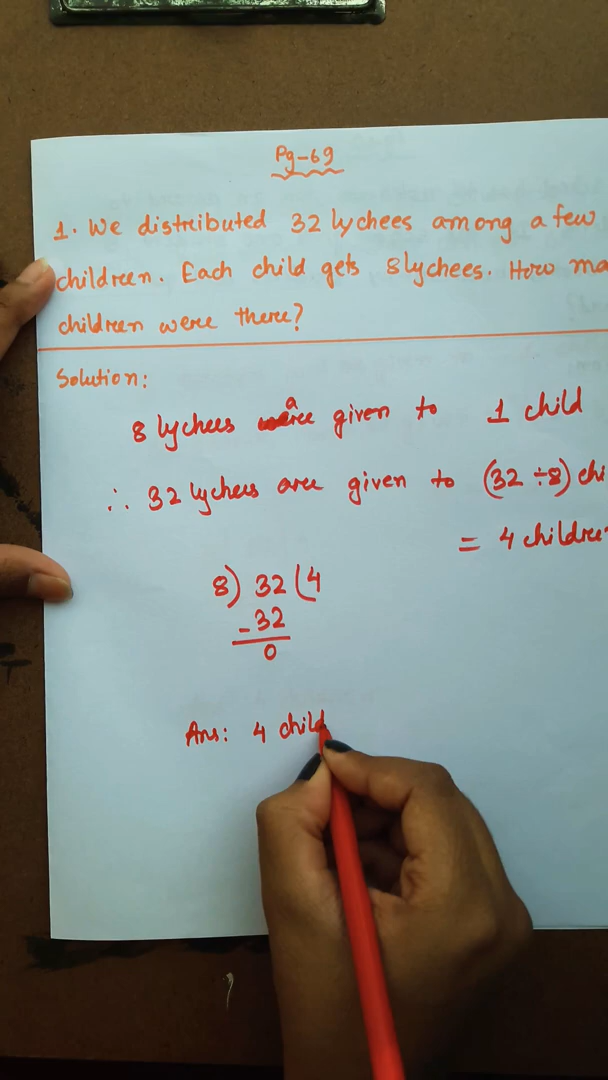 Pg-69
1. We distributed 32 lychees among a few
children. Each child gets 8 lychees. How ma
children were there?
Solution:
8 lychees are given to 1 child
∴ 32 lychees are given to (32 ÷ 8) chi
= 4 children
8) 32 (4
- 32
0
Ans: 4 child